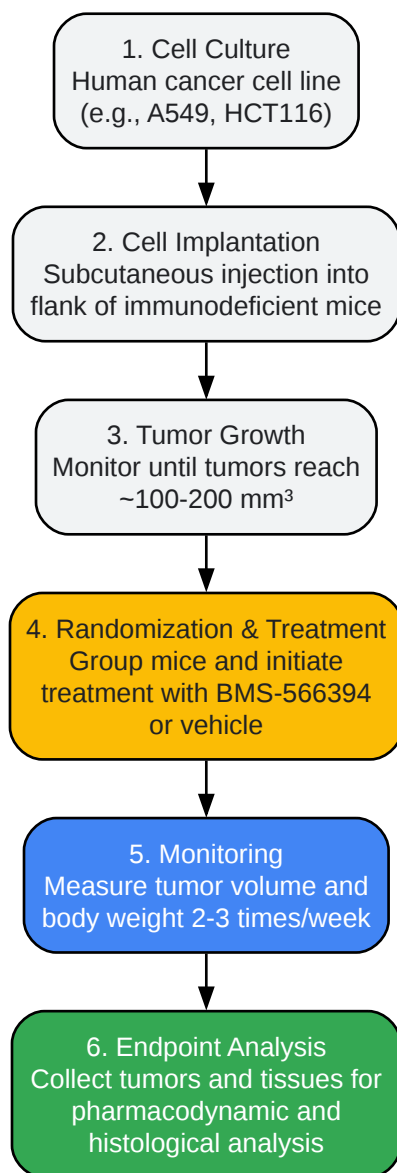 1. Cell Culture
Human cancer cell line
(e.g., A549, HCT116)
2. Cell Implantation
Subcutaneous injection into
flank of immunodeficient mice
3. Tumor Growth
Monitor until tumors reach
~100-200 mm³
4. Randomization & Treatment
Group mice and initiate
treatment with BMS-566394
or vehicle
5. Monitoring
Measure tumor volume and
body weight 2-3 times/week
6. Endpoint Analysis
Collect tumors and tissues for
pharmacodynamic and
histological analysis